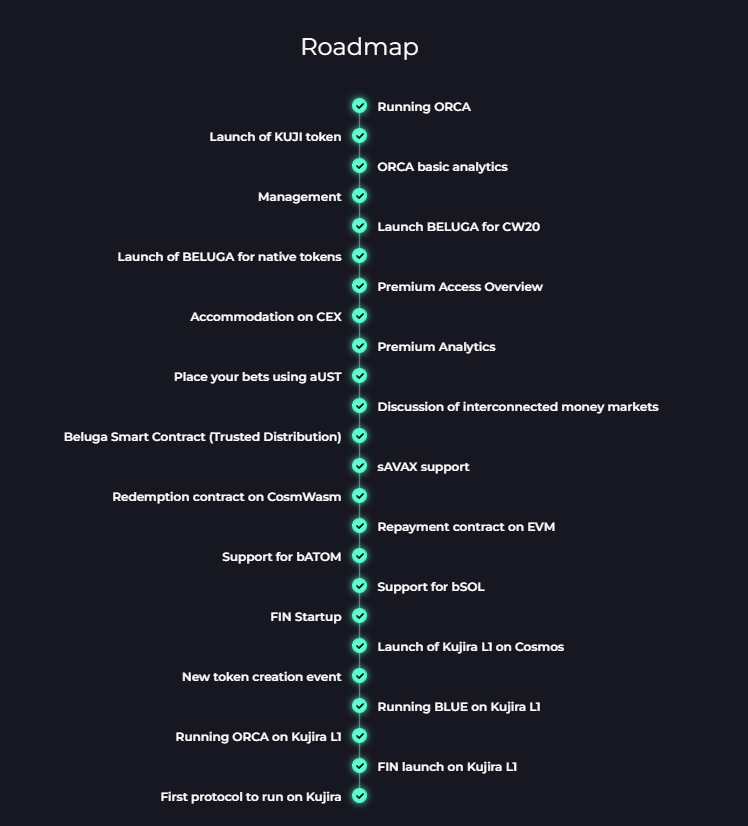 Roadmap
Running ORCA
Launch of KUJI token
ORCA basic analytics
Management
Launch BELUGA for CW20
Launch of BELUGA for native tokens
Premium Access Overview
Accommodation on CEX
Premium Analytics
Place your bets using aUST
Discussion of interconnected money markets
Beluga Smart Contract (Trusted Distribution)
sAVAX support
Redemption contract on CosmWasm
Repayment contract on EVM
Support for bATOM
Support for bSOL
FIN Startup
Launch of Kujira L1 on Cosmos
New token creation event
Running BLUE on Kujira L1
Running ORCA on Kujira L1
FIN launch on Kujira L1
First protocol to run on Kujira